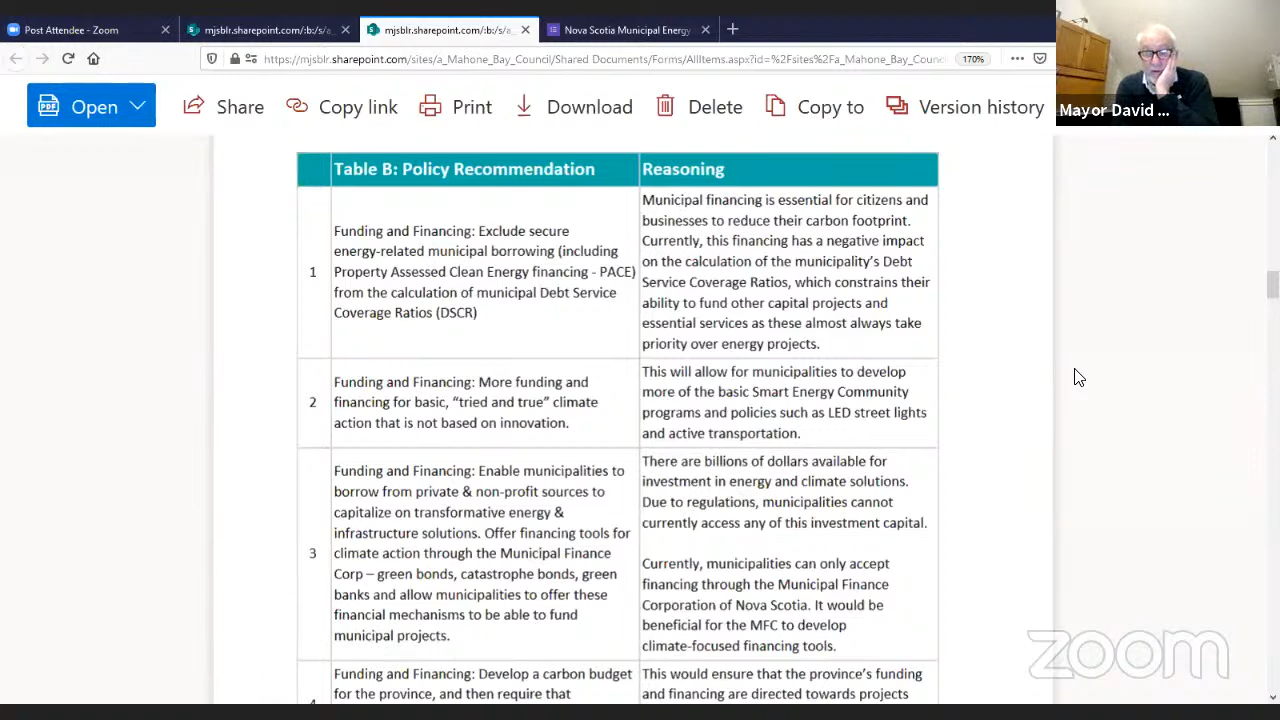 Post Attendee - Zoom
mjsblr.sharepoint.com/:b:/s/a_
mjsblr.sharepoint.com/:b:/s/a_
Nova Scotia Municipal Energy
https://mjsblr.sharepoint.com/sites/a_Mahone_Bay_Council/Shared Documents/Forms/AllItems.aspx?id=%2Fsites%2Fa_Mahone_Bay_Counc
170%
Open
Share
Copy link
Print
Download
Delete
Copy to
Version history
Mayor David ...
Table B: Policy Recommendation
Reasoning
1
Funding and Financing: Exclude secure
energy-related municipal borrowing (including
Property Assessed Clean Energy financing - PACE)
from the calculation of municipal Debt Service
Coverage Ratios (DSCR)
Municipal financing is essential for citizens and
businesses to reduce their carbon footprint.
Currently, this financing has a negative impact
on the calculation of the municipality's Debt
Service Coverage Ratios, which constrains their
ability to fund other capital projects and
essential services as these almost always take
priority over energy projects.
2
Funding and Financing: More funding and
financing for basic, "tried and true" climate
action that is not based on innovation.
This will allow for municipalities to develop
more of the basic Smart Energy Community
programs and policies such as LED street lights
and active transportation.
3
Funding and Financing: Enable municipalities to
borrow from private & non-profit sources to
capitalize on transformative energy &
infrastructure solutions. Offer financing tools for
climate action through the Municipal Finance
Corp – green bonds, catastrophe bonds, green
banks and allow municipalities to offer these
financial mechanisms to be able to fund
municipal projects.
There are billions of dollars available for
investment in energy and climate solutions.
Due to regulations, municipalities cannot
currently access any of this investment capital.
Currently, municipalities can only accept
financing through the Municipal Finance
Corporation of Nova Scotia. It would be
beneficial for the MFC to develop
climate-focused financing tools.
4
Funding and Financing: Develop a carbon budget
for the province, and then require that
This would ensure that the province's funding
and financing are directed towards projects
zoom